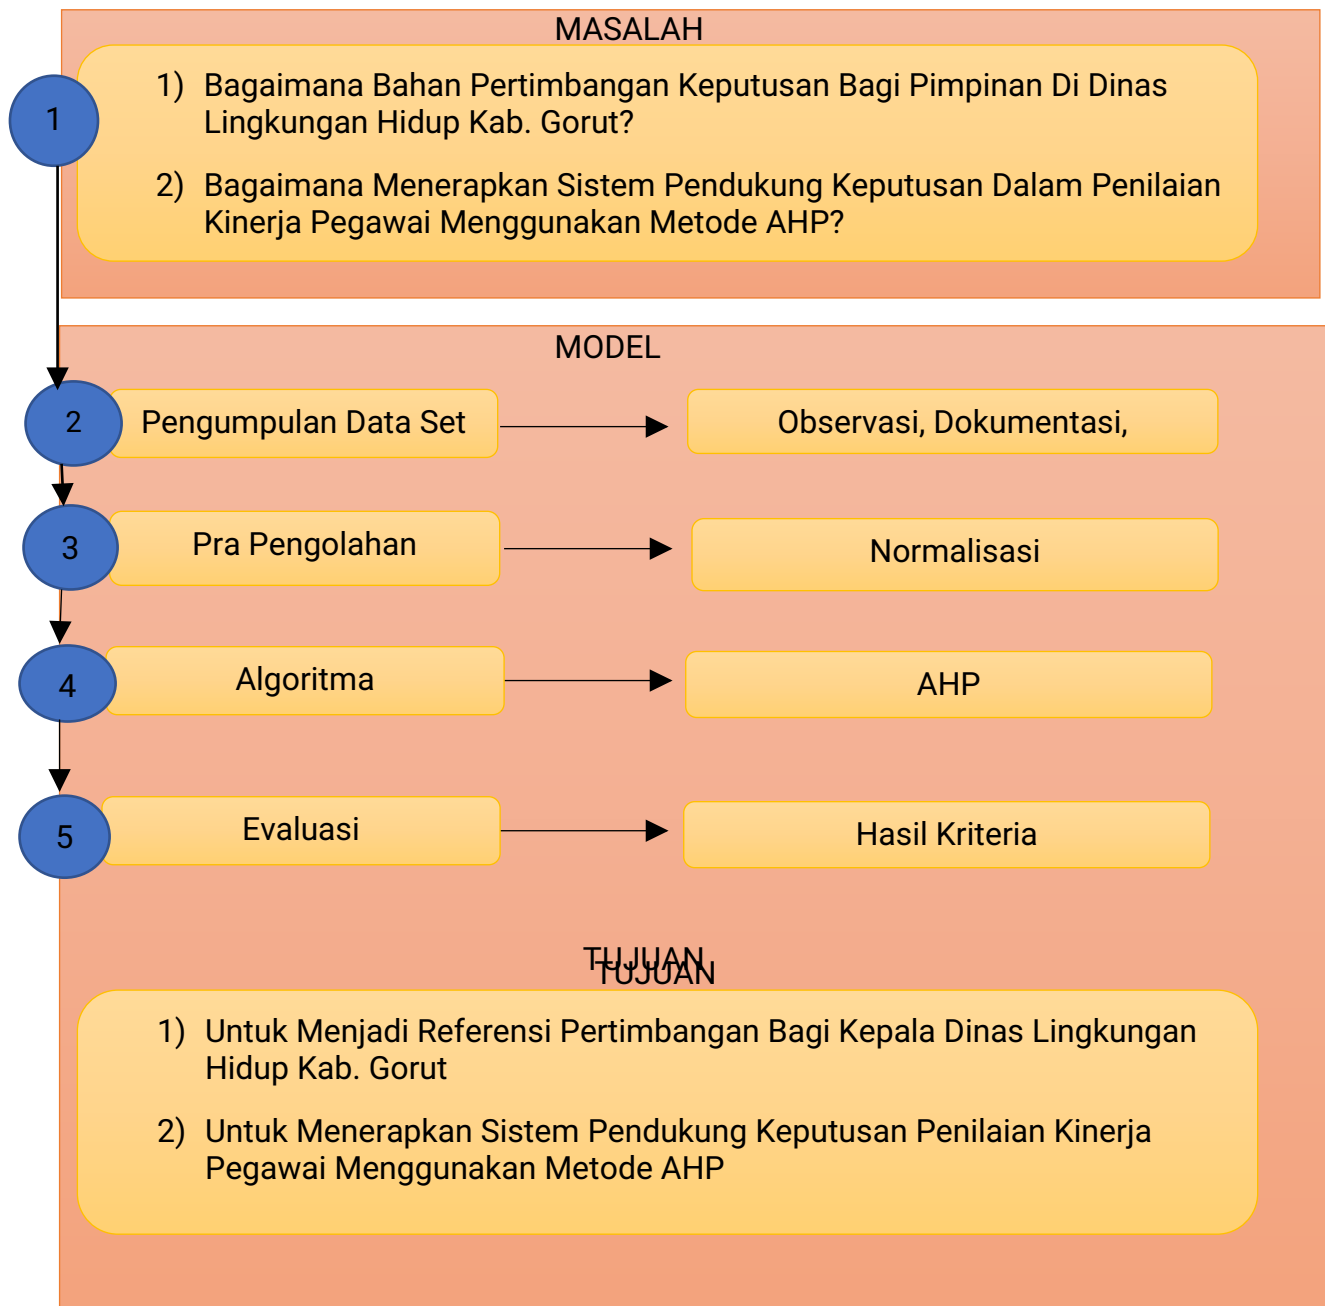 MASALAH
1
1) Bagaimana Bahan Pertimbangan Keputusan Bagi Pimpinan Di Dinas
Lingkungan Hidup Kab. Gorut?
2) Bagaimana Menerapkan Sistem Pendukung Keputusan Dalam Penilaian
Kinerja Pegawai Menggunakan Metode AHP?
MODEL
2 Pengumpulan Data Set Observasi, Dokumentasi,
3 Pra Pengolahan Normalisasi
4 Algoritma AHP
5 Evaluasi Hasil Kriteria
TUJUAN
TUJUAN
1) Untuk Menjadi Referensi Pertimbangan Bagi Kepala Dinas Lingkungan
Hidup Kab. Gorut
2) Untuk Menerapkan Sistem Pendukung Keputusan Penilaian Kinerja
Pegawai Menggunakan Metode AHP